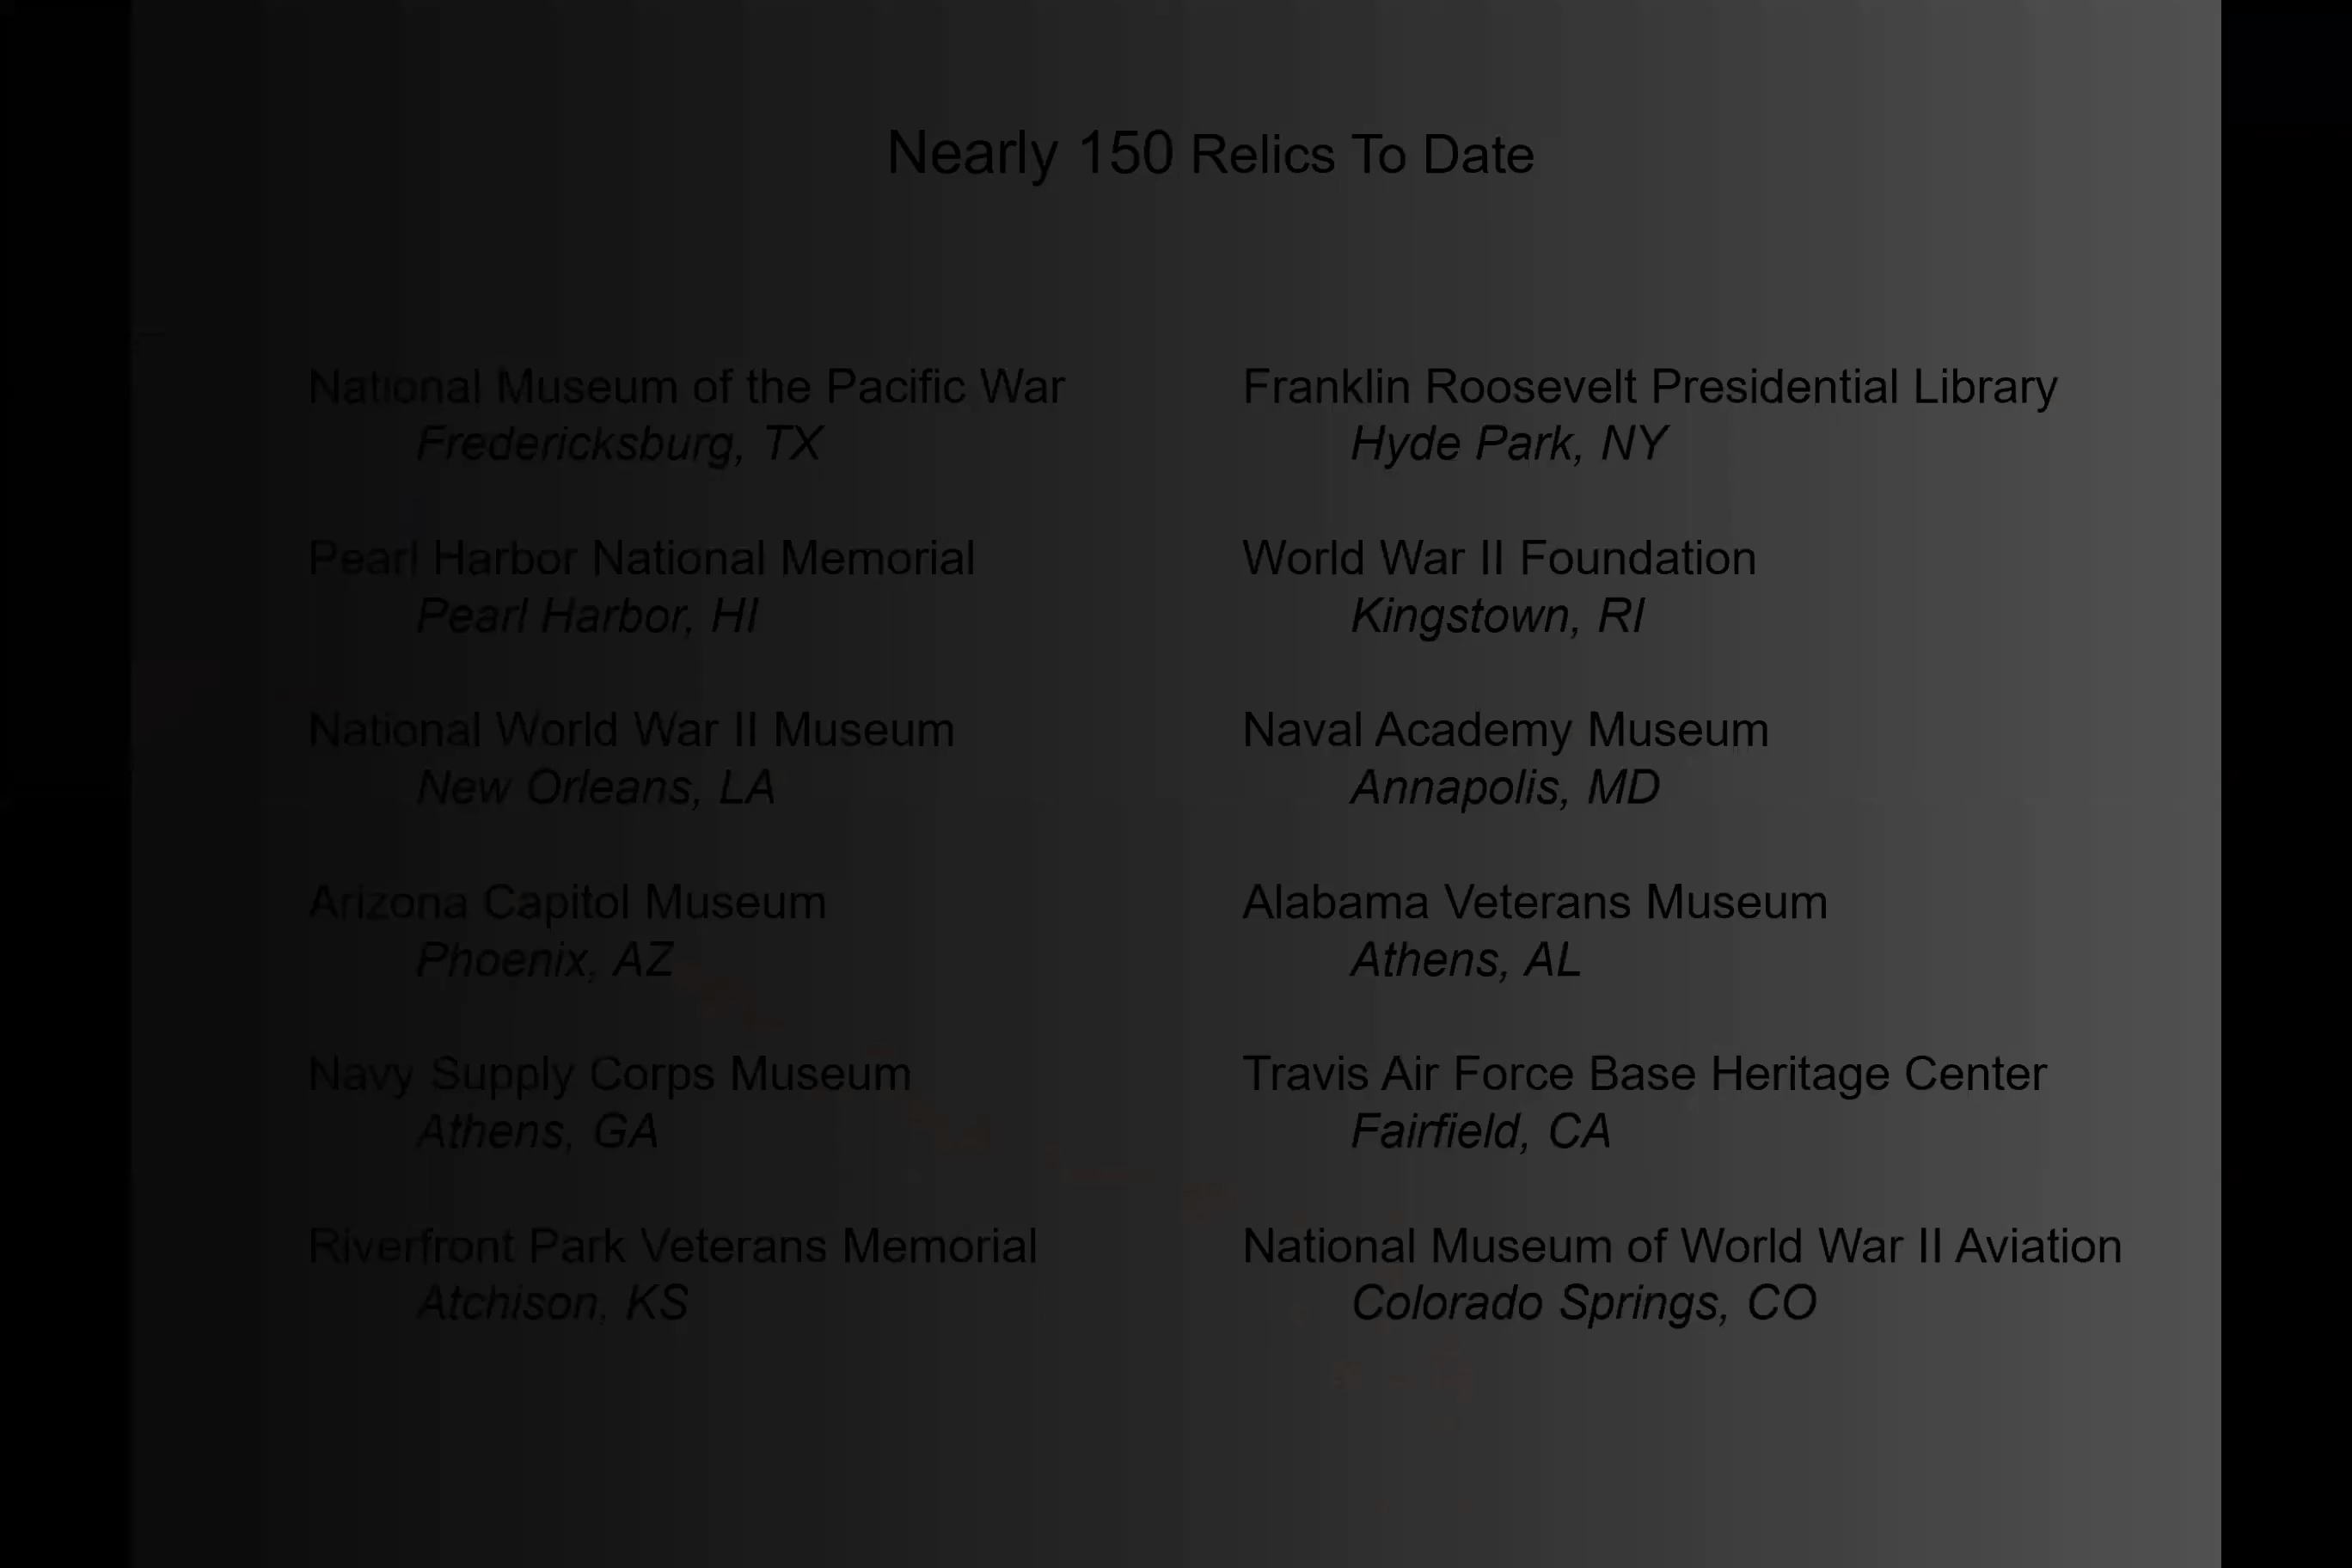 Nearly 150 Relics To Date
National Museum of the Pacific War
Fredericksburg, TX
Pearl Harbor National Memorial
Pearl Harbor, HI
National World War II Museum
New Orleans, LA
Arizona Capitol Museum
Phoenix, AZ
Navy Supply Corps Museum
Athens, GA
Riverfront Park Veterans Memorial
Atchison, KS
Franklin Roosevelt Presidential Library
Hyde Park, NY
World War II Foundation
Kingstown, RI
Naval Academy Museum
Annapolis, MD
Alabama Veterans Museum
Athens, AL
Travis Air Force Base Heritage Center
Fairfield, CA
National Museum of World War II Aviation
Colorado Springs, CO